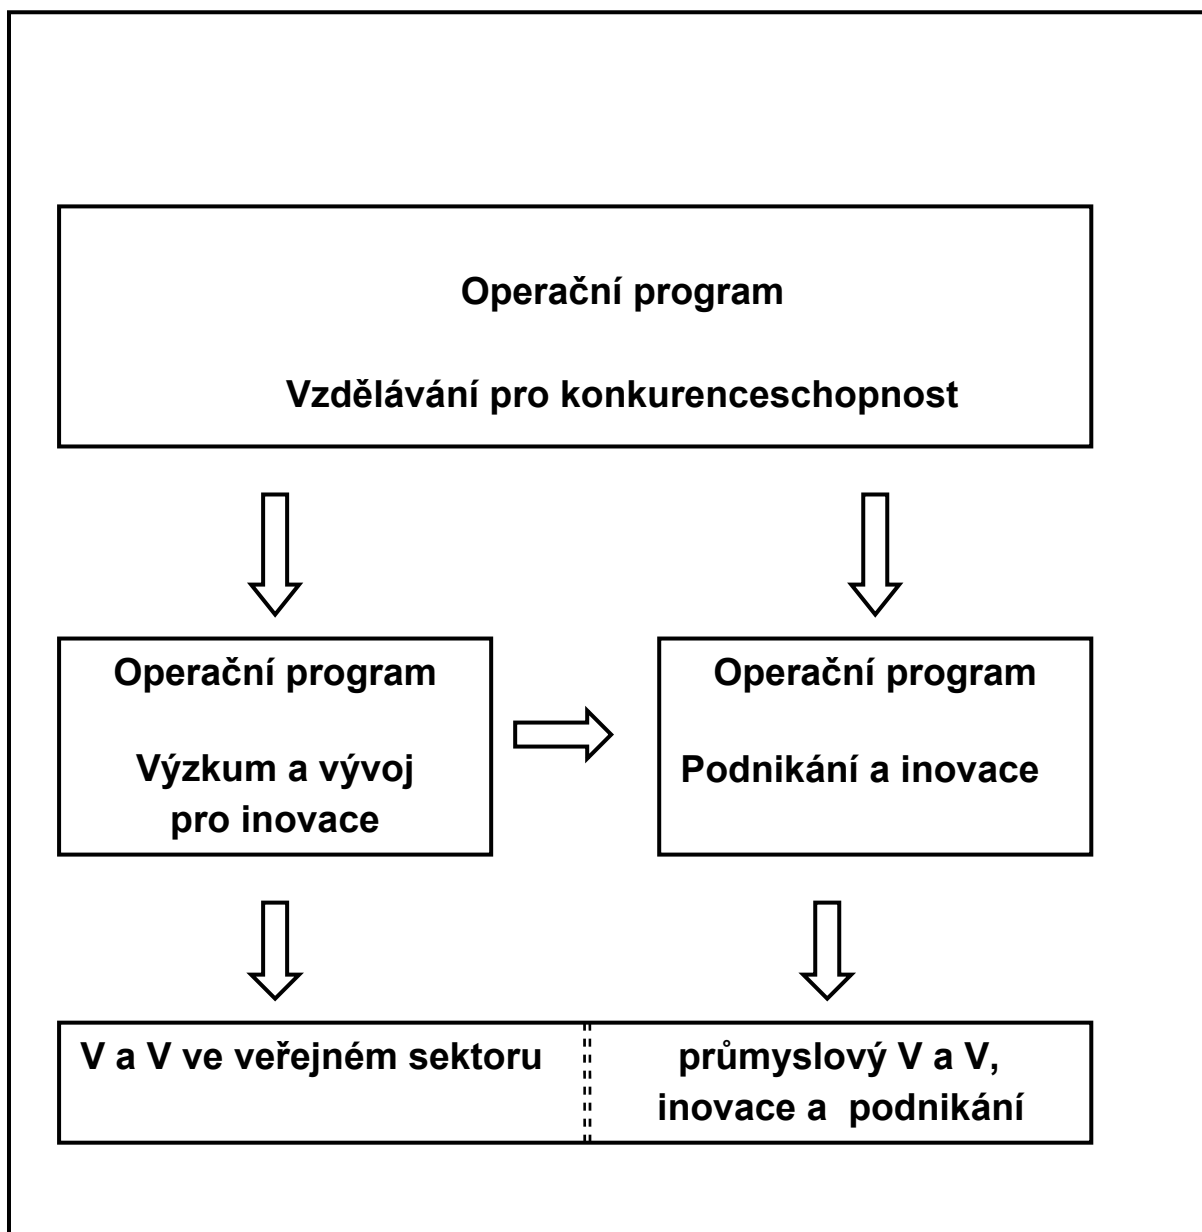 Operační program
Vzdělávání pro konkurenceschopnost
Operační program
Výzkum a vývoj
pro inovace
Operační program
Podnikání a inovace
V a V ve veřejném sektoru
průmyslový V a V,
inovace a  podnikání